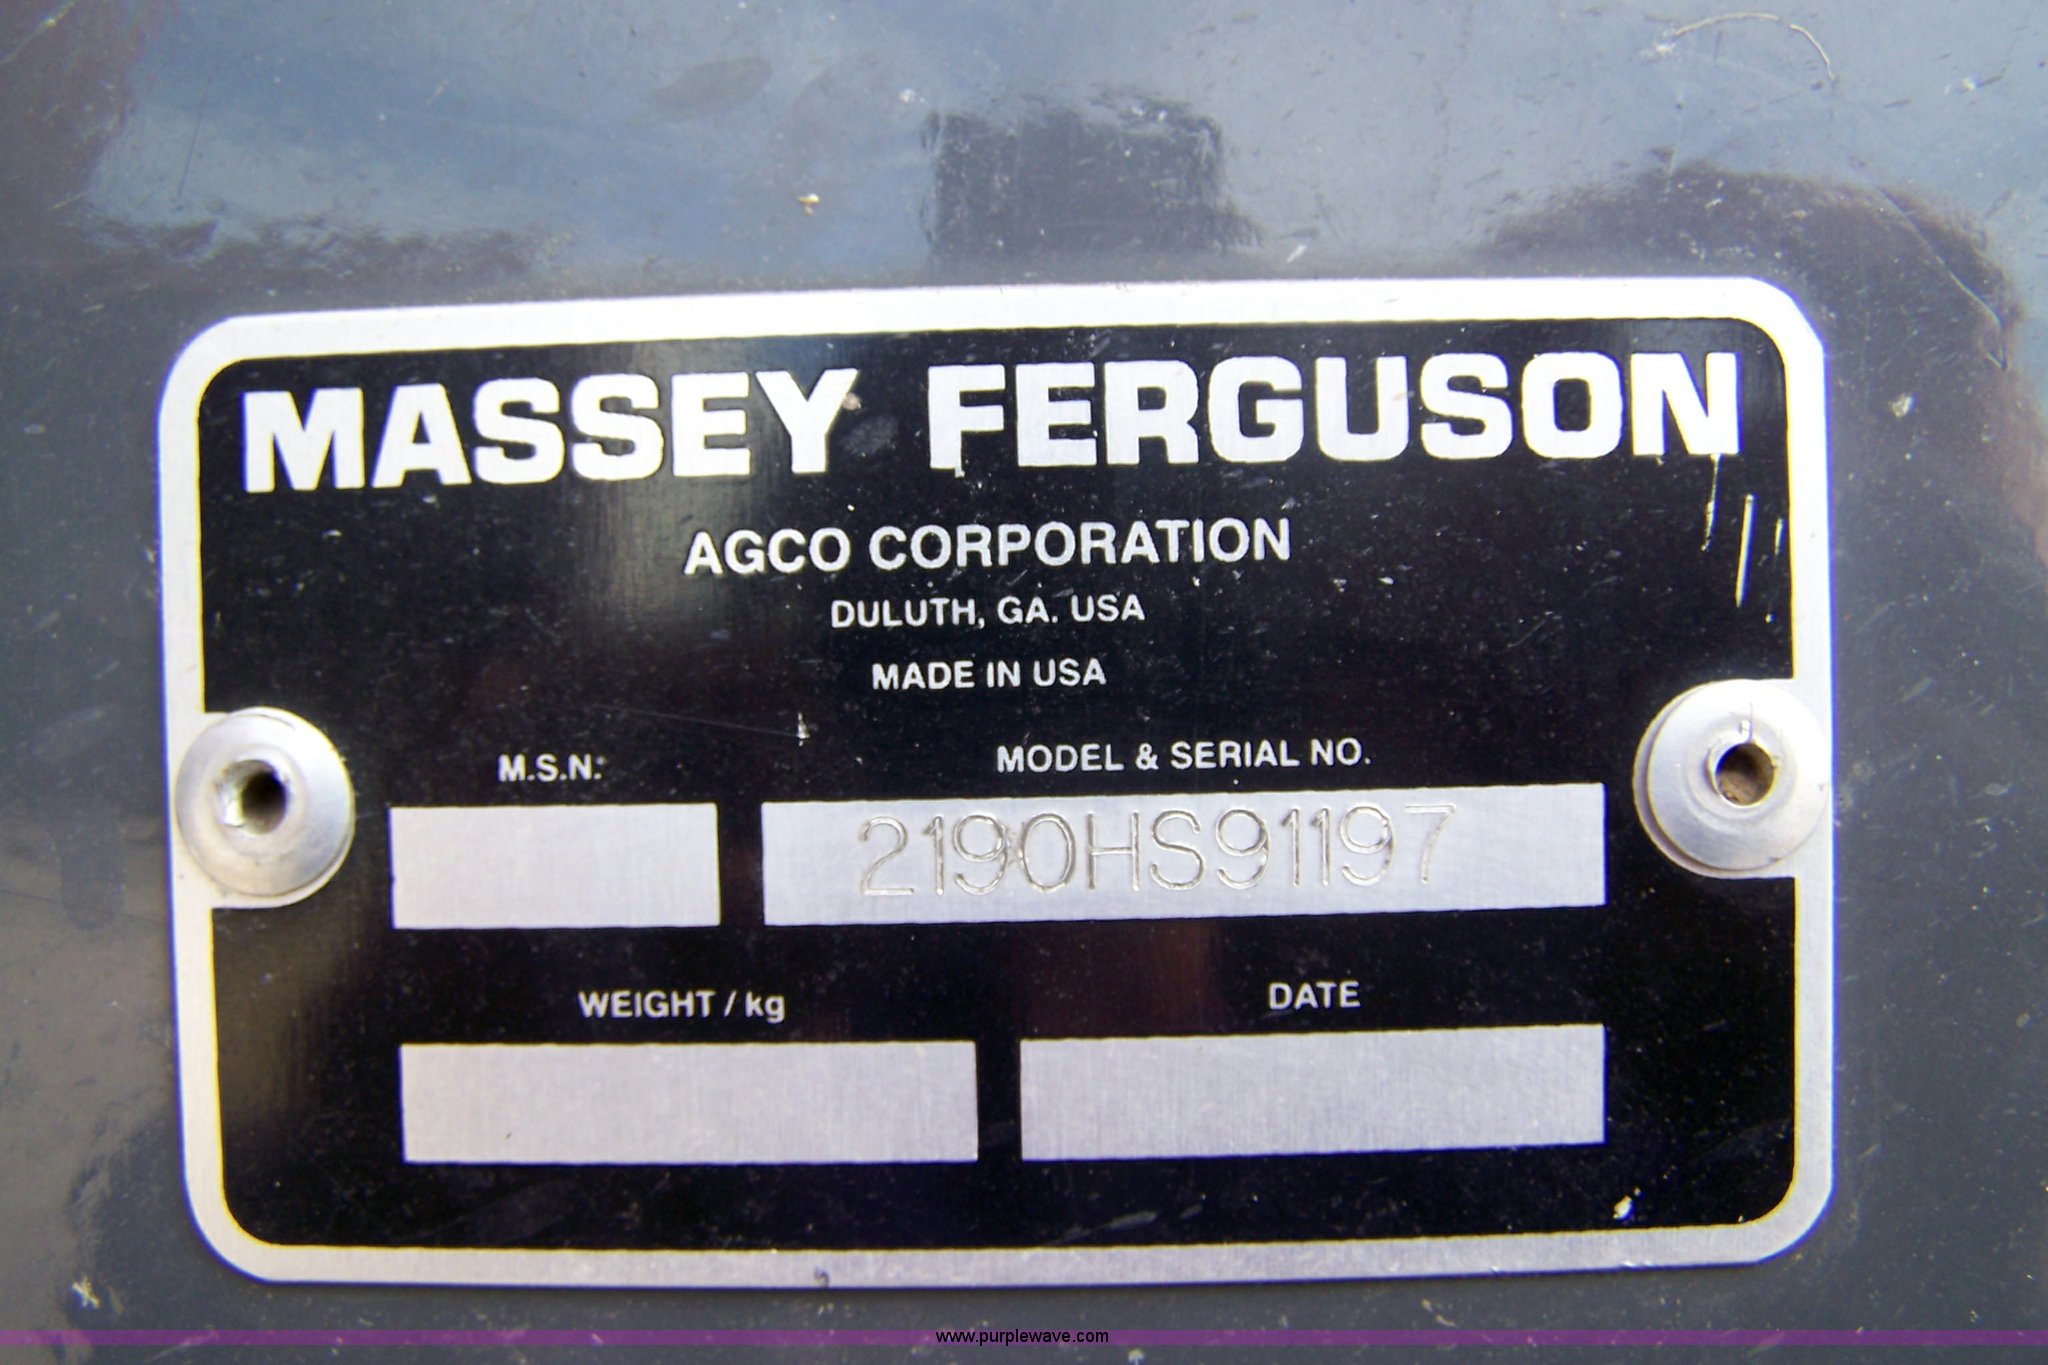 MASSEY FERGUSON
AGCO CORPORATION
DULUTH, GA. USA
MADE IN USA
M.S.N.:
MODEL & SERIAL NO.
2190HS91197
WEIGHT / kg
DATE
www.purplewave.com